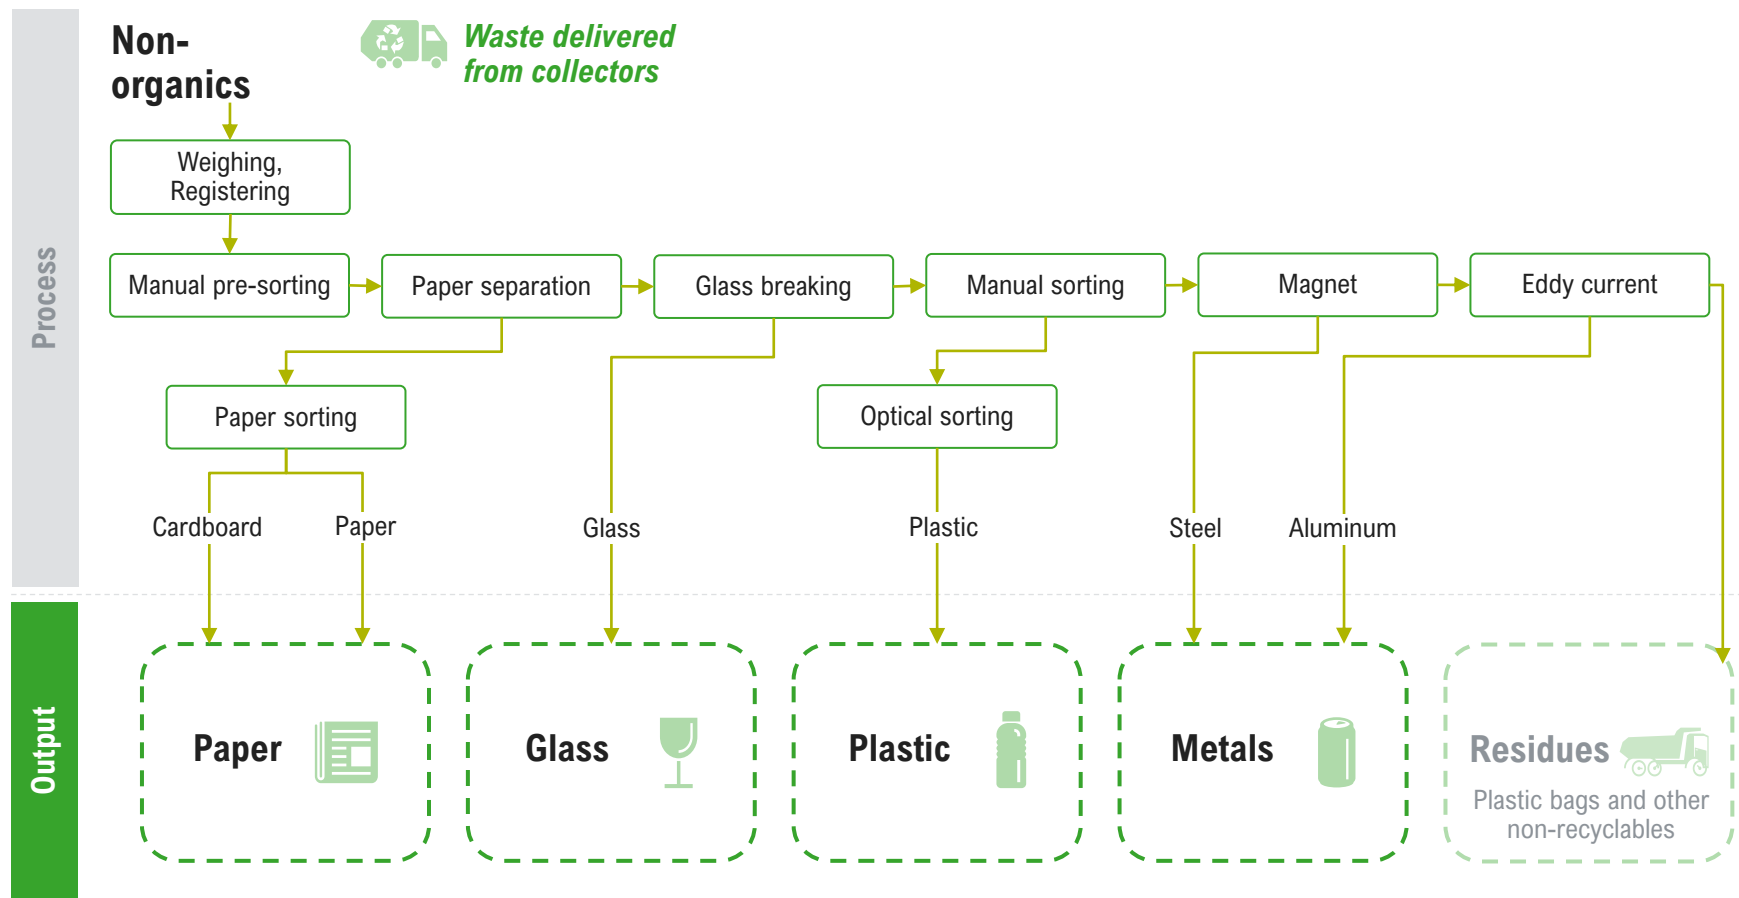 Non-
organics
Waste delivered
from collectors
Process
Weighing,
Registering
Manual pre-sorting
Paper separation
Glass breaking
Manual sorting
Magnet
Eddy current
Paper sorting
Optical sorting
Cardboard
Paper
Glass
Plastic
Steel
Aluminum
Output
Paper
Glass
Plastic
Metals
Residues
Plastic bags and other
non-recyclables